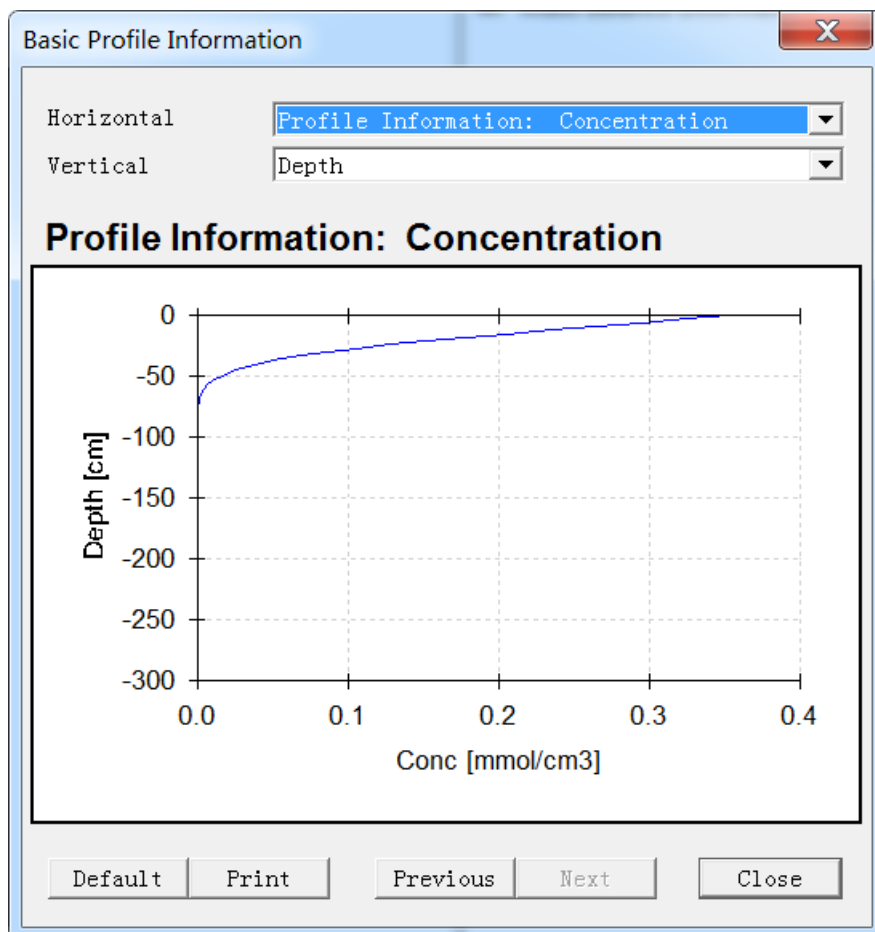 Basic Profile Information
X
Horizontal
Profile Information: Concentration
Vertical
Depth
Profile Information: Concentration
0
-50
-100
-150
-200
-250
-300
Depth [cm]
0.0 0.1 0.2 0.3 0.4
Conc [mmol/cm3]
Default Print Previous Next Close